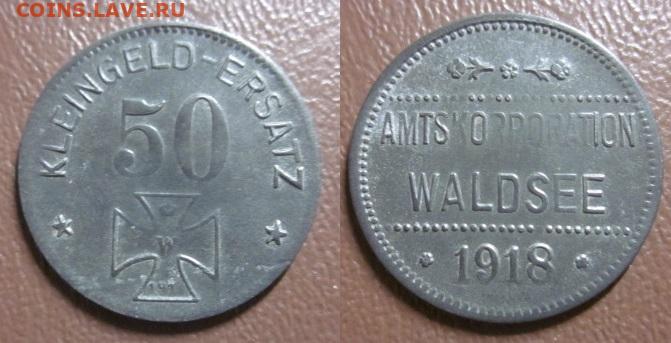 COINS.LAVE.RU
KLEINGELD-ERSATZ
50
W
AMTSKORPORATION
WALDSEE
1918